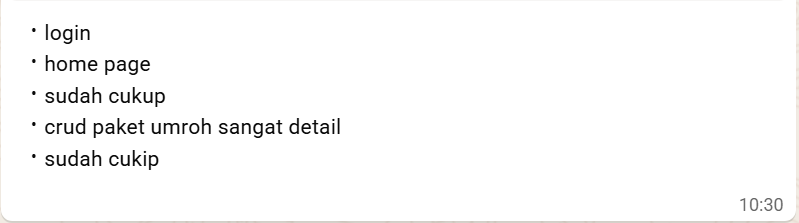 • login
• home page
• sudah cukup
• crud paket umroh sangat detail
• sudah cukip
10:30